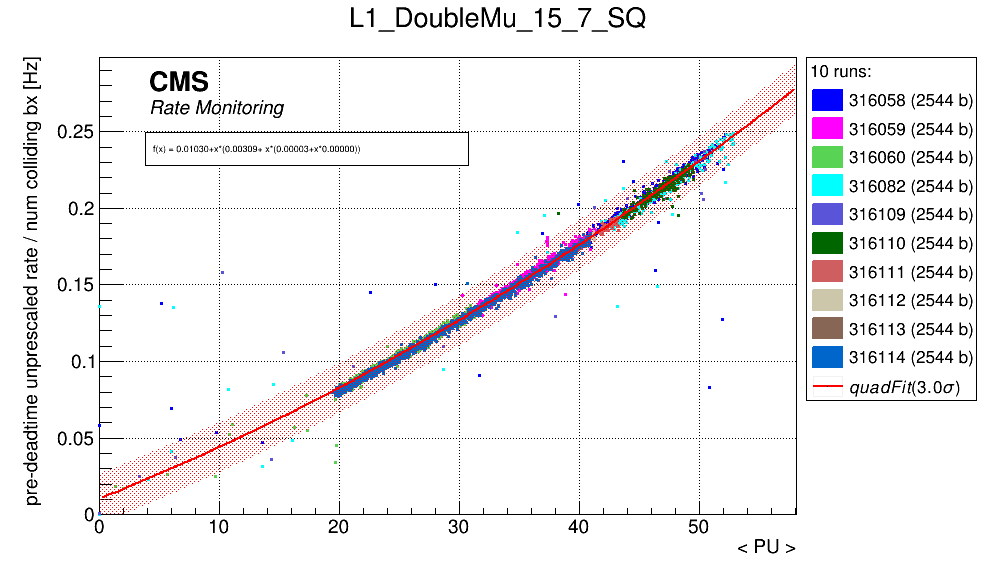 L1_DoubleMu_15_7_SQ
pre-deadtime unprescaled rate / num colliding bx [Hz]
CMS
Rate Monitoring
f(x) = 0.01030+x*(0.00309+ x*(0.00003+x*0.00000))
0.25
0.2
0.15
0.1
0.05
0
0 10 20 30 40 50
< PU >
10 runs:
316058 (2544 b)
316059 (2544 b)
316060 (2544 b)
316082 (2544 b)
316109 (2544 b)
316110 (2544 b)
316111 (2544 b)
316112 (2544 b)
316113 (2544 b)
316114 (2544 b)
quadFit(3.0σ)